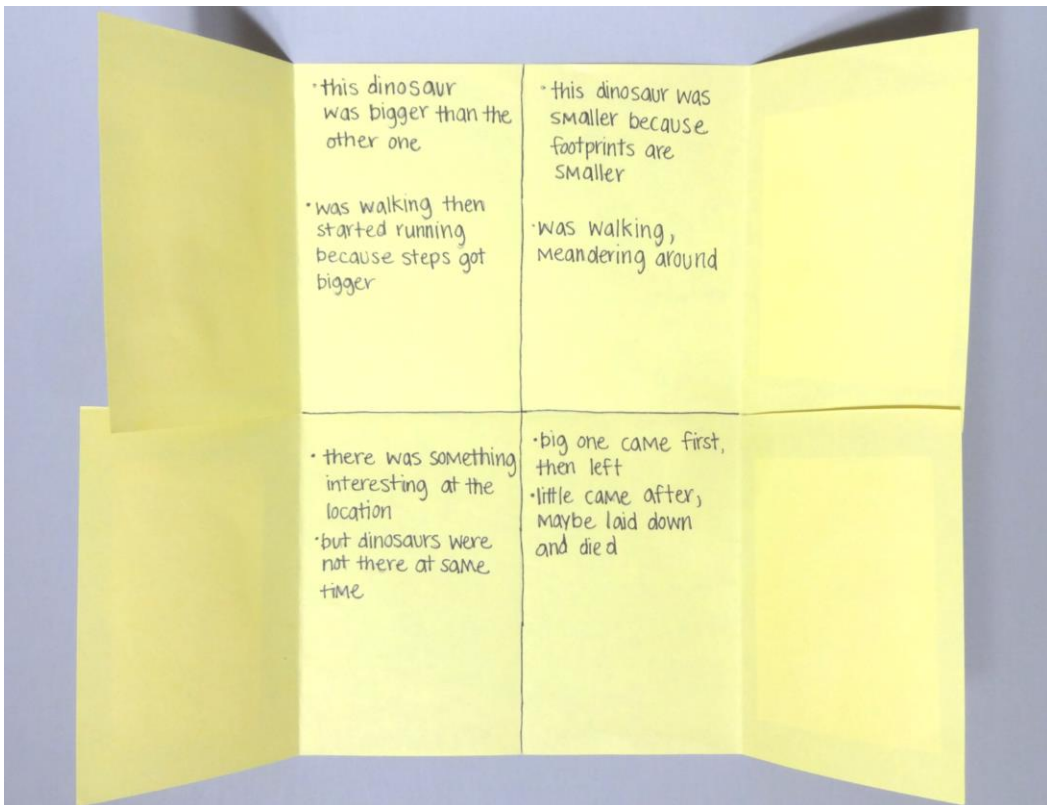 ·this dinosaur
was bigger than the
other one
·was walking then
started running
because steps got
bigger
·this dinosaur was
smaller because
footprints are
smaller
·was walking,
meandering around
·there was something
interesting at the
location
·but dinosaurs were
not there at same
time
·big one came first,
then left
·little came after,
maybe laid down
and died